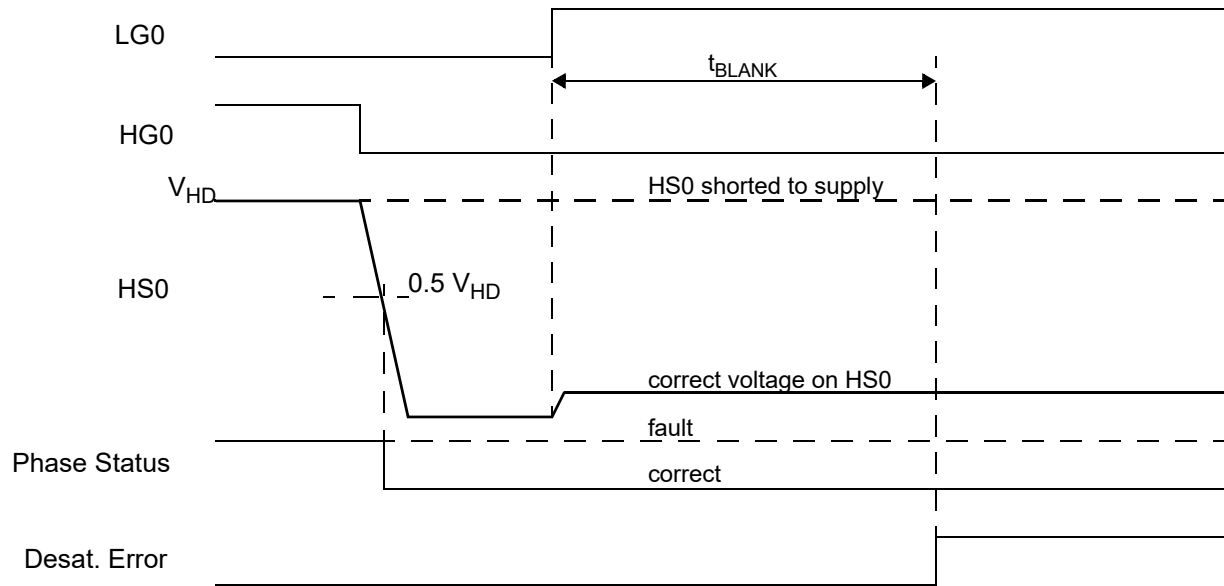 LG0
tBLANK
HG0
VHD
HS0 shorted to supply
HS0
0.5 VHD
correct voltage on HS0
fault
Phase Status
correct
Desat. Error